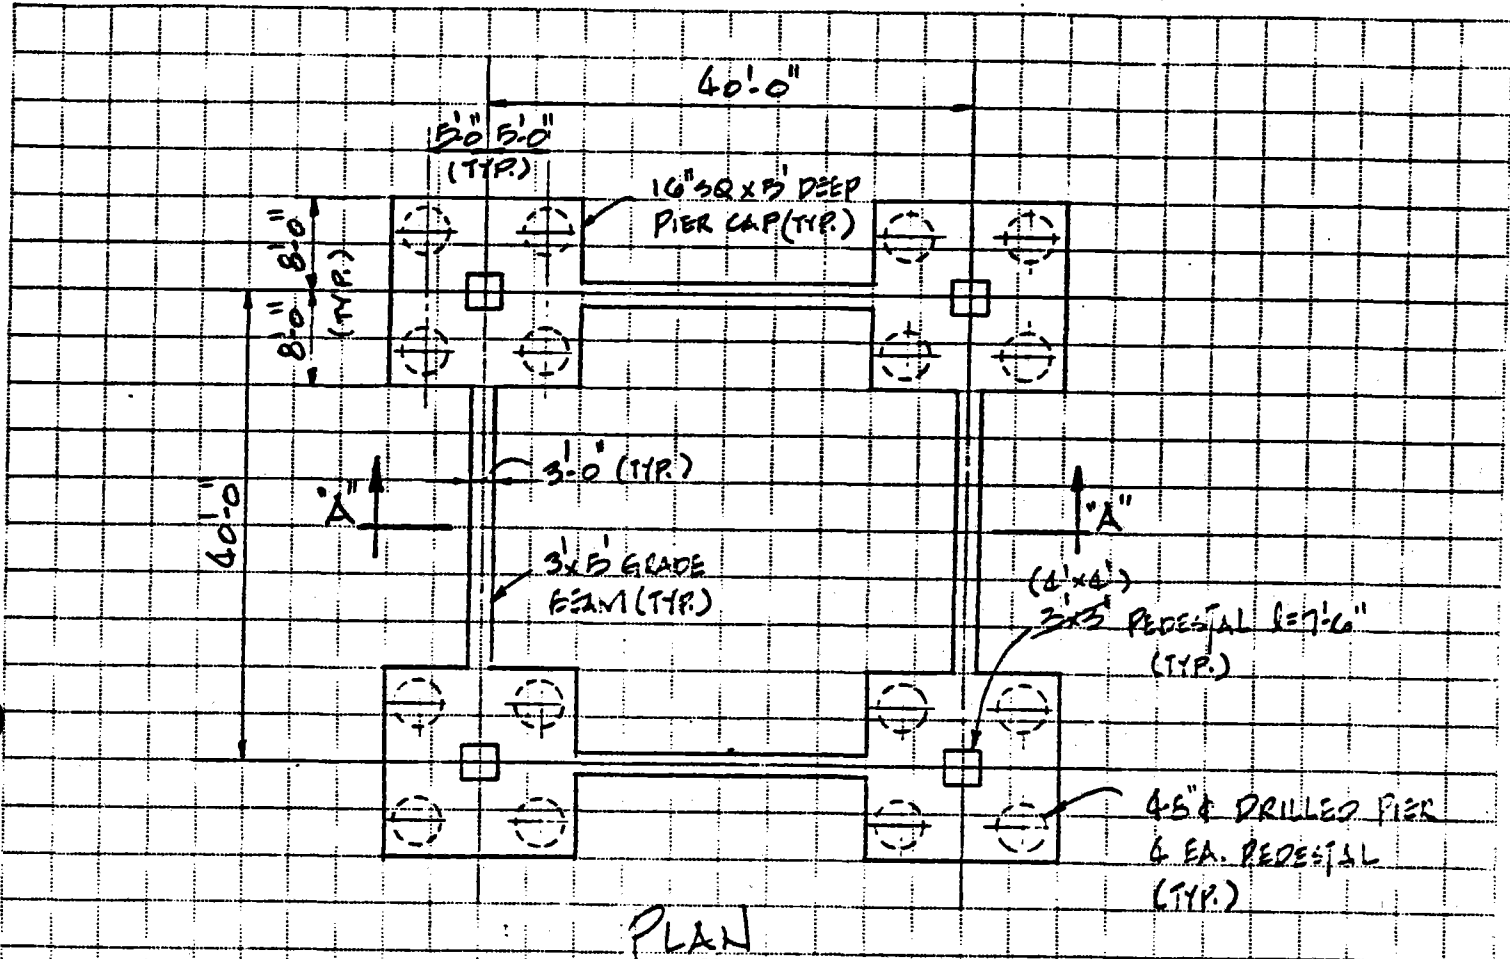 40'-0"
5'-0" 5'-0"
(TYP.)
16" SQ x 5' DEEP
PIER CAP (TYP.)
8'-0"
8'-0"
(TYP.)
40'-0"
"A"
3'-0" (TYP.)
"A"
3'x5' GRADE
BEAM (TYP.)
(4'x4')
3'x3' PEDESTAL l=7'-6"
(TYP.)
DRILLED PIER
4 EA. PEDESTAL
(TYP.)
PLAN